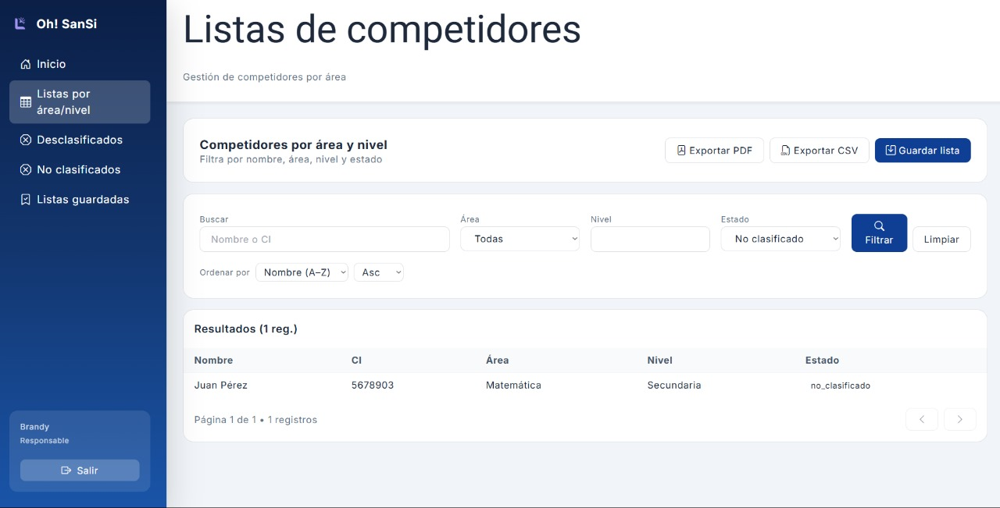 Oh! SanSi
Inicio
Listas por
área/nivel
Desclasificados
No clasificados
Listas guardadas
Brandy
Responsable
Salir
Listas de competidores
Gestión de competidores por área
Competidores por área y nivel
Filtra por nombre, área, nivel y estado
Exportar PDF
Exportar CSV
Guardar lista
Buscar Área Nivel Estado
Nombre o CI Todas No clasificado Filtrar Limpiar
Ordenar por Nombre (A–Z) Asc
Resultados (1 reg.)
Nombre CI Área Nivel Estado
Juan Pérez 5678903 Matemática Secundaria no_clasificado
Página 1 de 1 • 1 registros